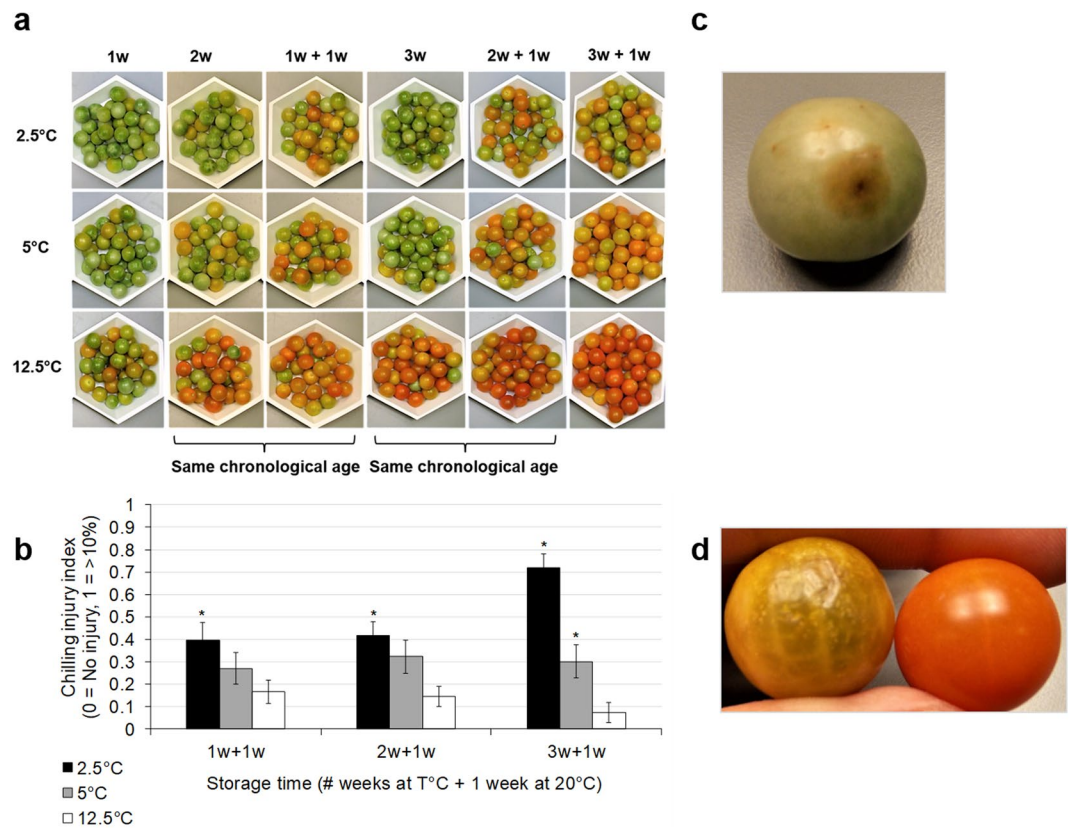 a
1w 2w 1w + 1w 3w 2w + 1w 3w + 1w
2.5°C
5°C
12.5°C
Same chronological age Same chronological age
b
Chilling injury index
(0 = No injury, 1 = >10%)
1
0.9
0.8
0.7
0.6
0.5
0.4
0.3
0.2
0.1
0
* * * *
1w+1w 2w+1w 3w+1w
Storage time (# weeks at T°C + 1 week at 20°C)
2.5°C
5°C
12.5°C
c
d